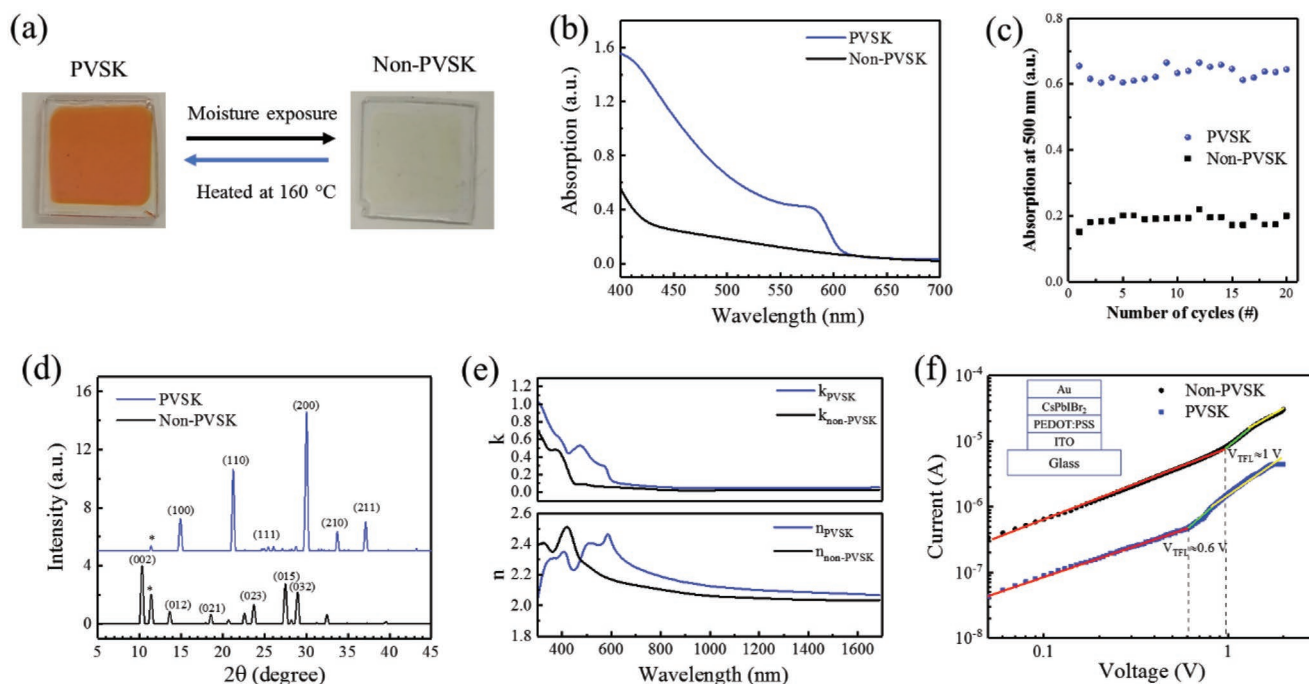 (a)
PVSK
Non-PVSK
Moisture exposure
Heated at 160 °C
(b)
PVSK
Non-PVSK
Absorption (a.u.)
1.6
1.2
0.8
0.4
0.0
400 450 500 550 600 650 700
Wavelength (nm)
(c)
Absorption at 500 nm (a.u.)
0.8
0.6
0.4
0.2
0.0
PVSK
Non-PVSK
0 5 10 15 20
Number of cycles (#)
(d)
PVSK
Non-PVSK
Intensity (a.u.)
16
12
8
4
0
(100)
(110)
(111)
(200)
(210)
(211)
*
(002)
*
(012)
(021)
(023)
(015)
(032)
5 10 15 20 25 30 35 40 45
2θ (degree)
(e)
k
1.2
1.0
0.8
0.6
0.4
0.2
0.0
kPVSK
knon-PVSK
n
2.6
2.4
2.2
2.0
1.8
nPVSK
nnon-PVSK
400 600 800 1000 1200 1400 1600
Wavelength (nm)
(f)
Current (A)
10⁻⁴
10⁻⁵
10⁻⁶
10⁻⁷
10⁻⁸
Au
CsPbIBr₂
PEDOT:PSS
ITO
Glass
Non-PVSK
PVSK
VTFL≈1 V
VTFL≈0.6 V
0.1 1
Voltage (V)